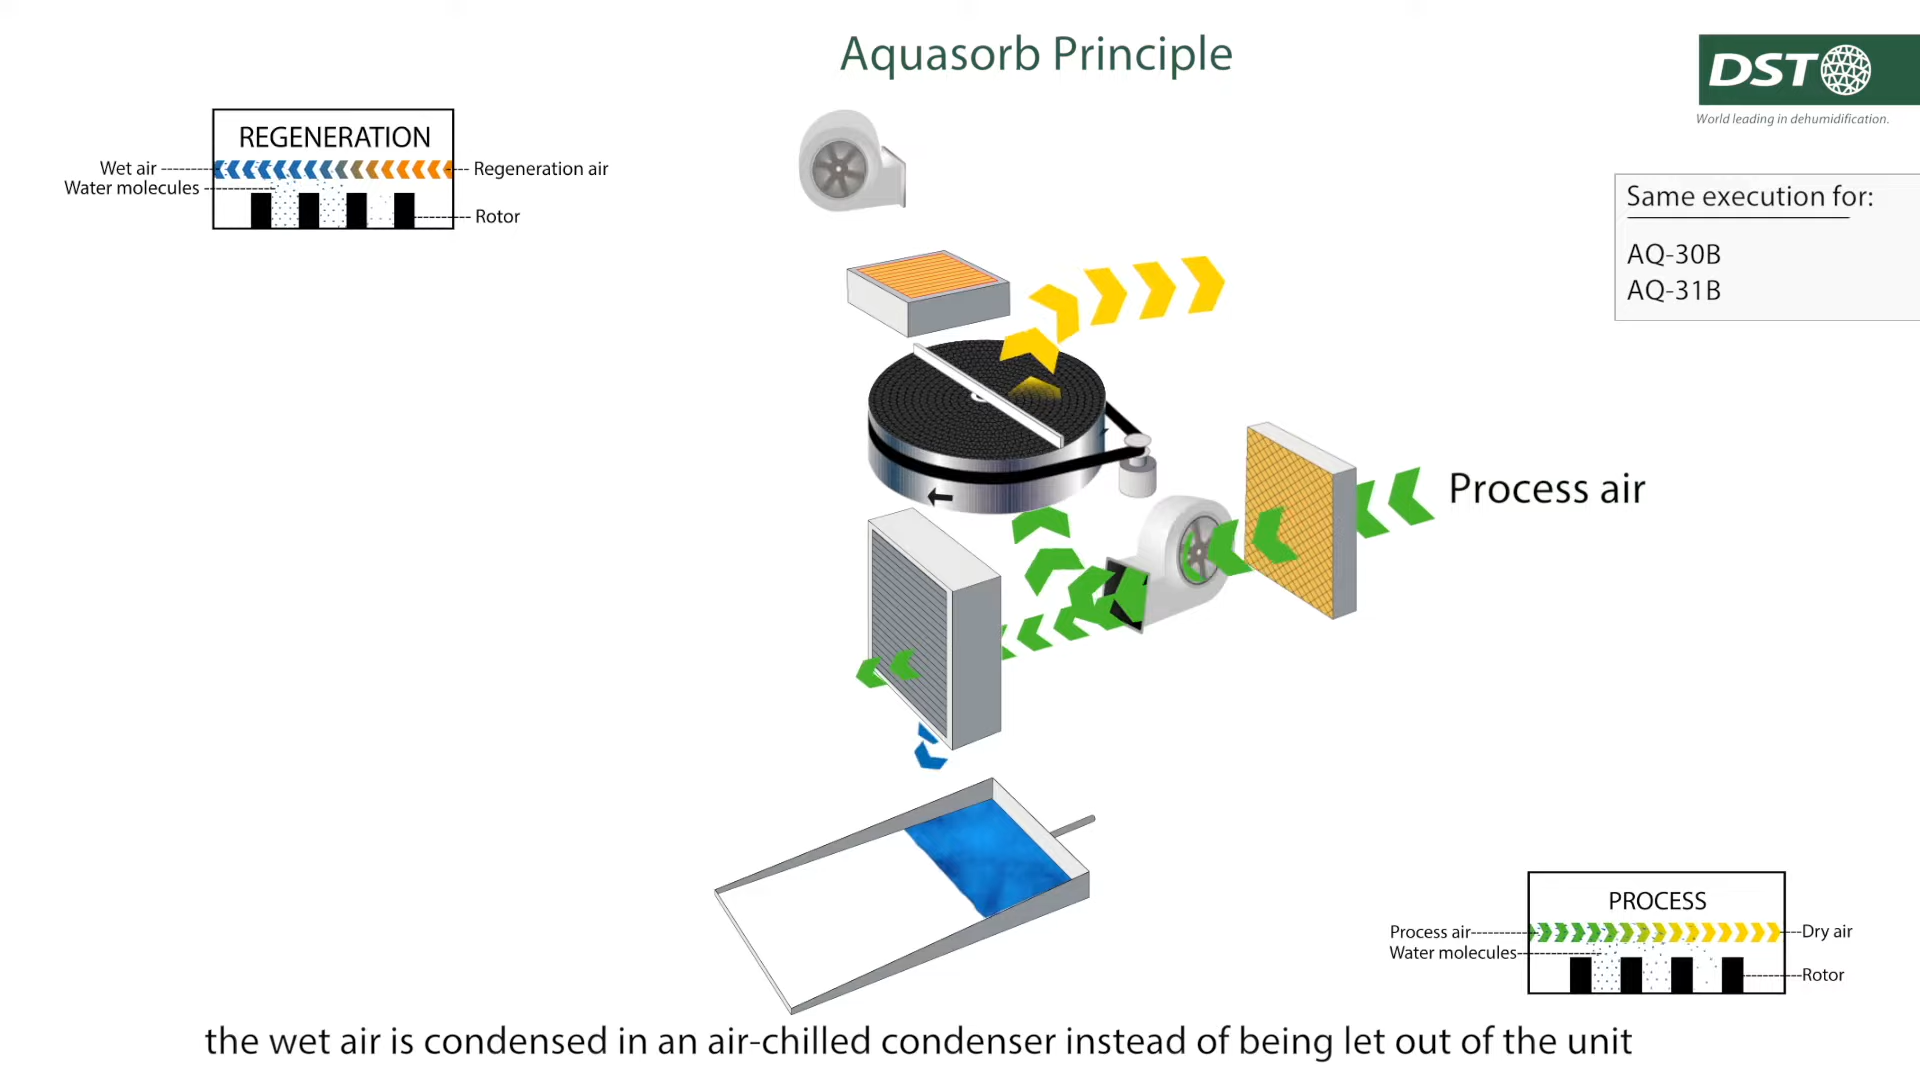 Aquasorb Principle
DST
World leading in dehumidification.
REGENERATION
Wet air
Regeneration air
Water molecules
Rotor
Same execution for:
AQ-30B
AQ-31B
Process air
PROCESS
Process air
Dry air
Water molecules
Rotor
the wet air is condensed in an air-chilled condenser instead of being let out of the unit